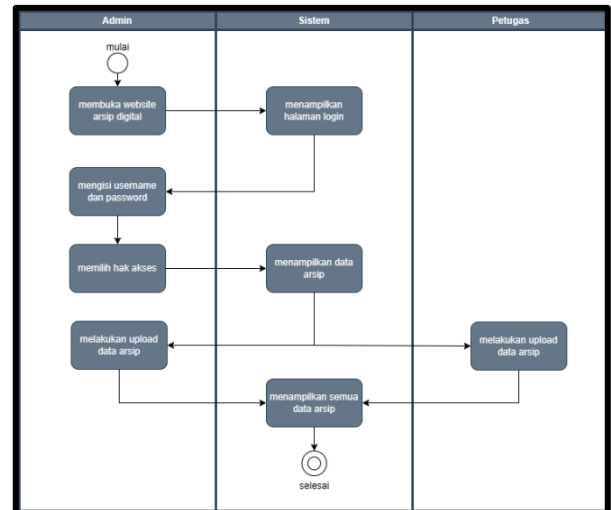 Admin
Sistem
Petugas
mulai
membuka website
arsip digital
menampilkan
halaman login
mengisi username
dan password
memilih hak akses
menampilkan data
arsip
melakukan upload
data arsip
melakukan upload
data arsip
menampilkan semua
data arsip
selesai